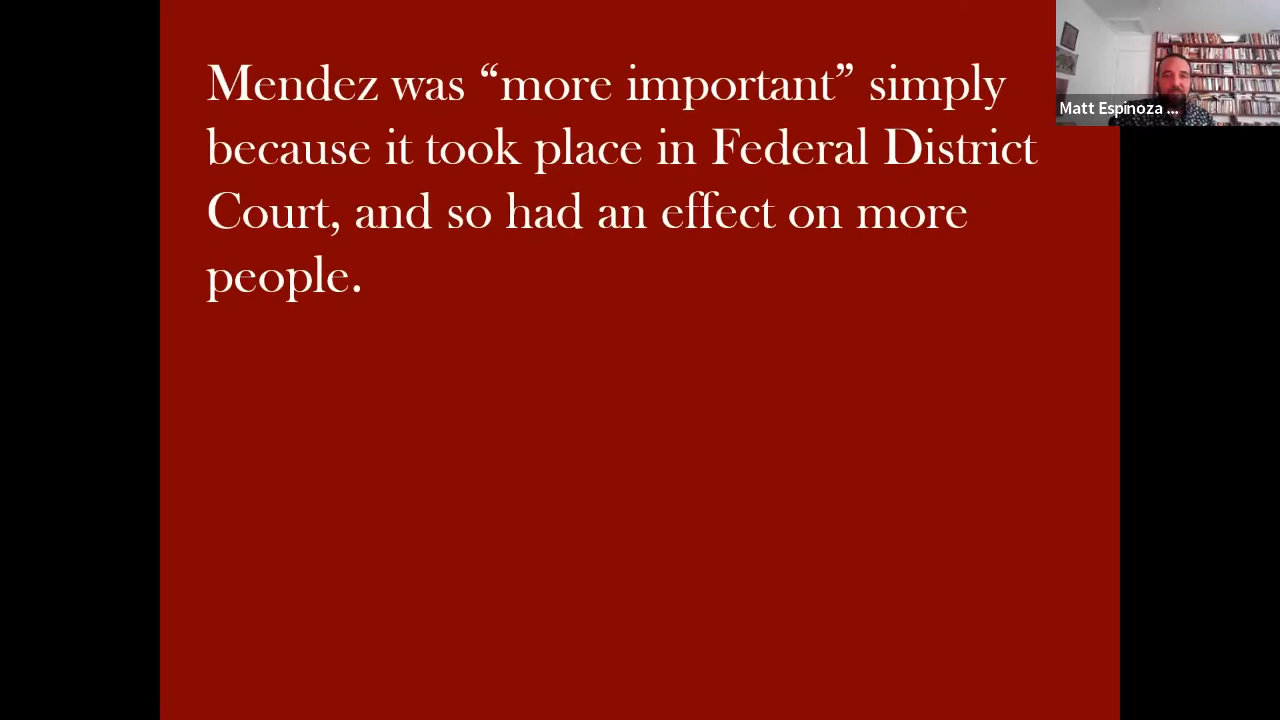 Mendez was “more important” simply
because it took place in Federal District
Court, and so had an effect on more
people.
Matt Espinoza ...